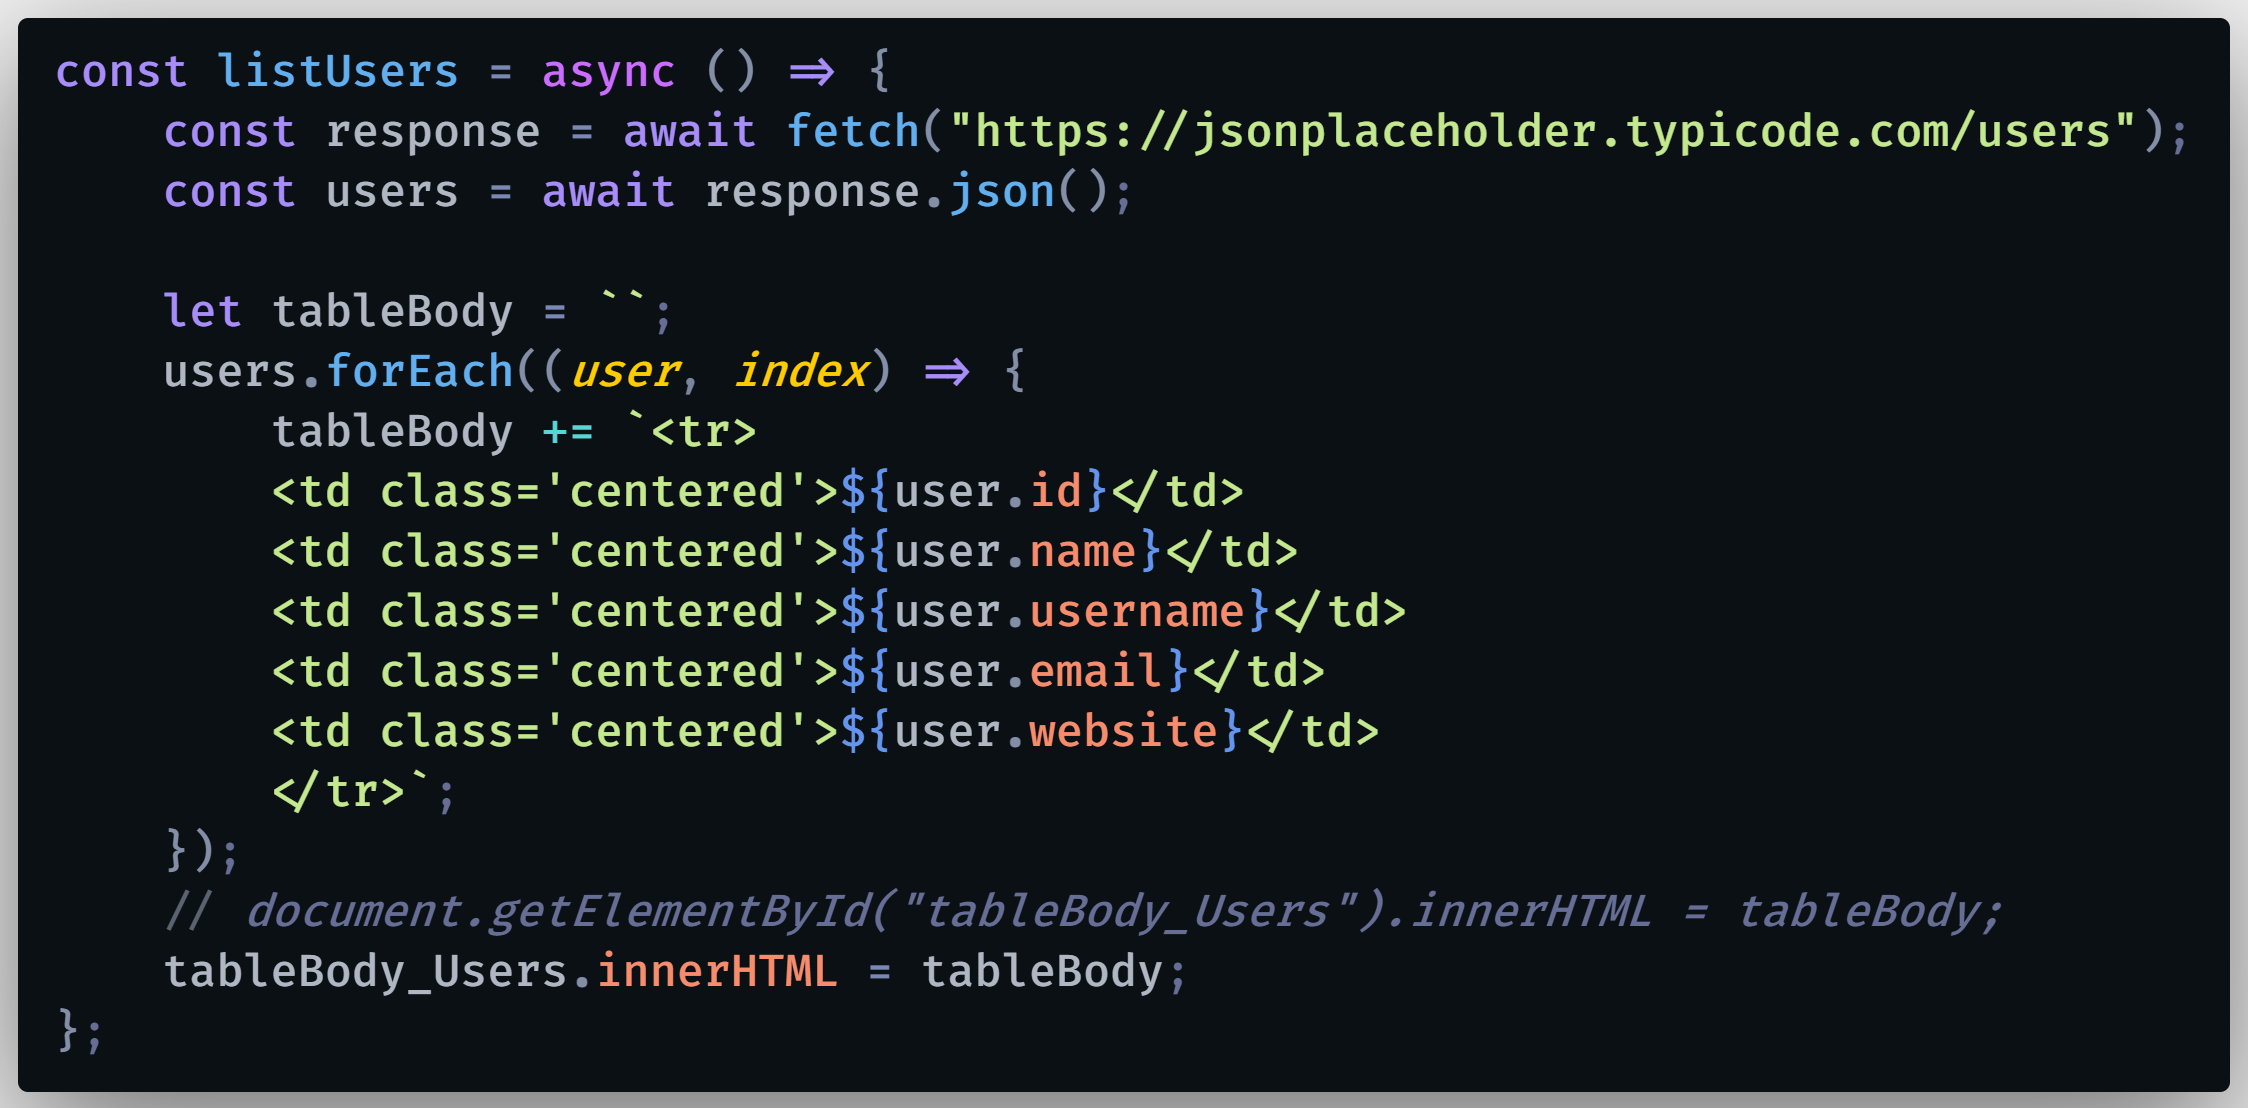 const listUsers = async () => {
    const response = await fetch("https://jsonplaceholder.typicode.com/users");
    const users = await response.json();

    let tableBody = ``;
    users.forEach((user, index) => {
        tableBody += `<tr>
        <td class='centered'>${user.id}</td>
        <td class='centered'>${user.name}</td>
        <td class='centered'>${user.username}</td>
        <td class='centered'>${user.email}</td>
        <td class='centered'>${user.website}</td>
        </tr>`;
    });
    // document.getElementById("tableBody_Users").innerHTML = tableBody;
    tableBody_Users.innerHTML = tableBody;
};